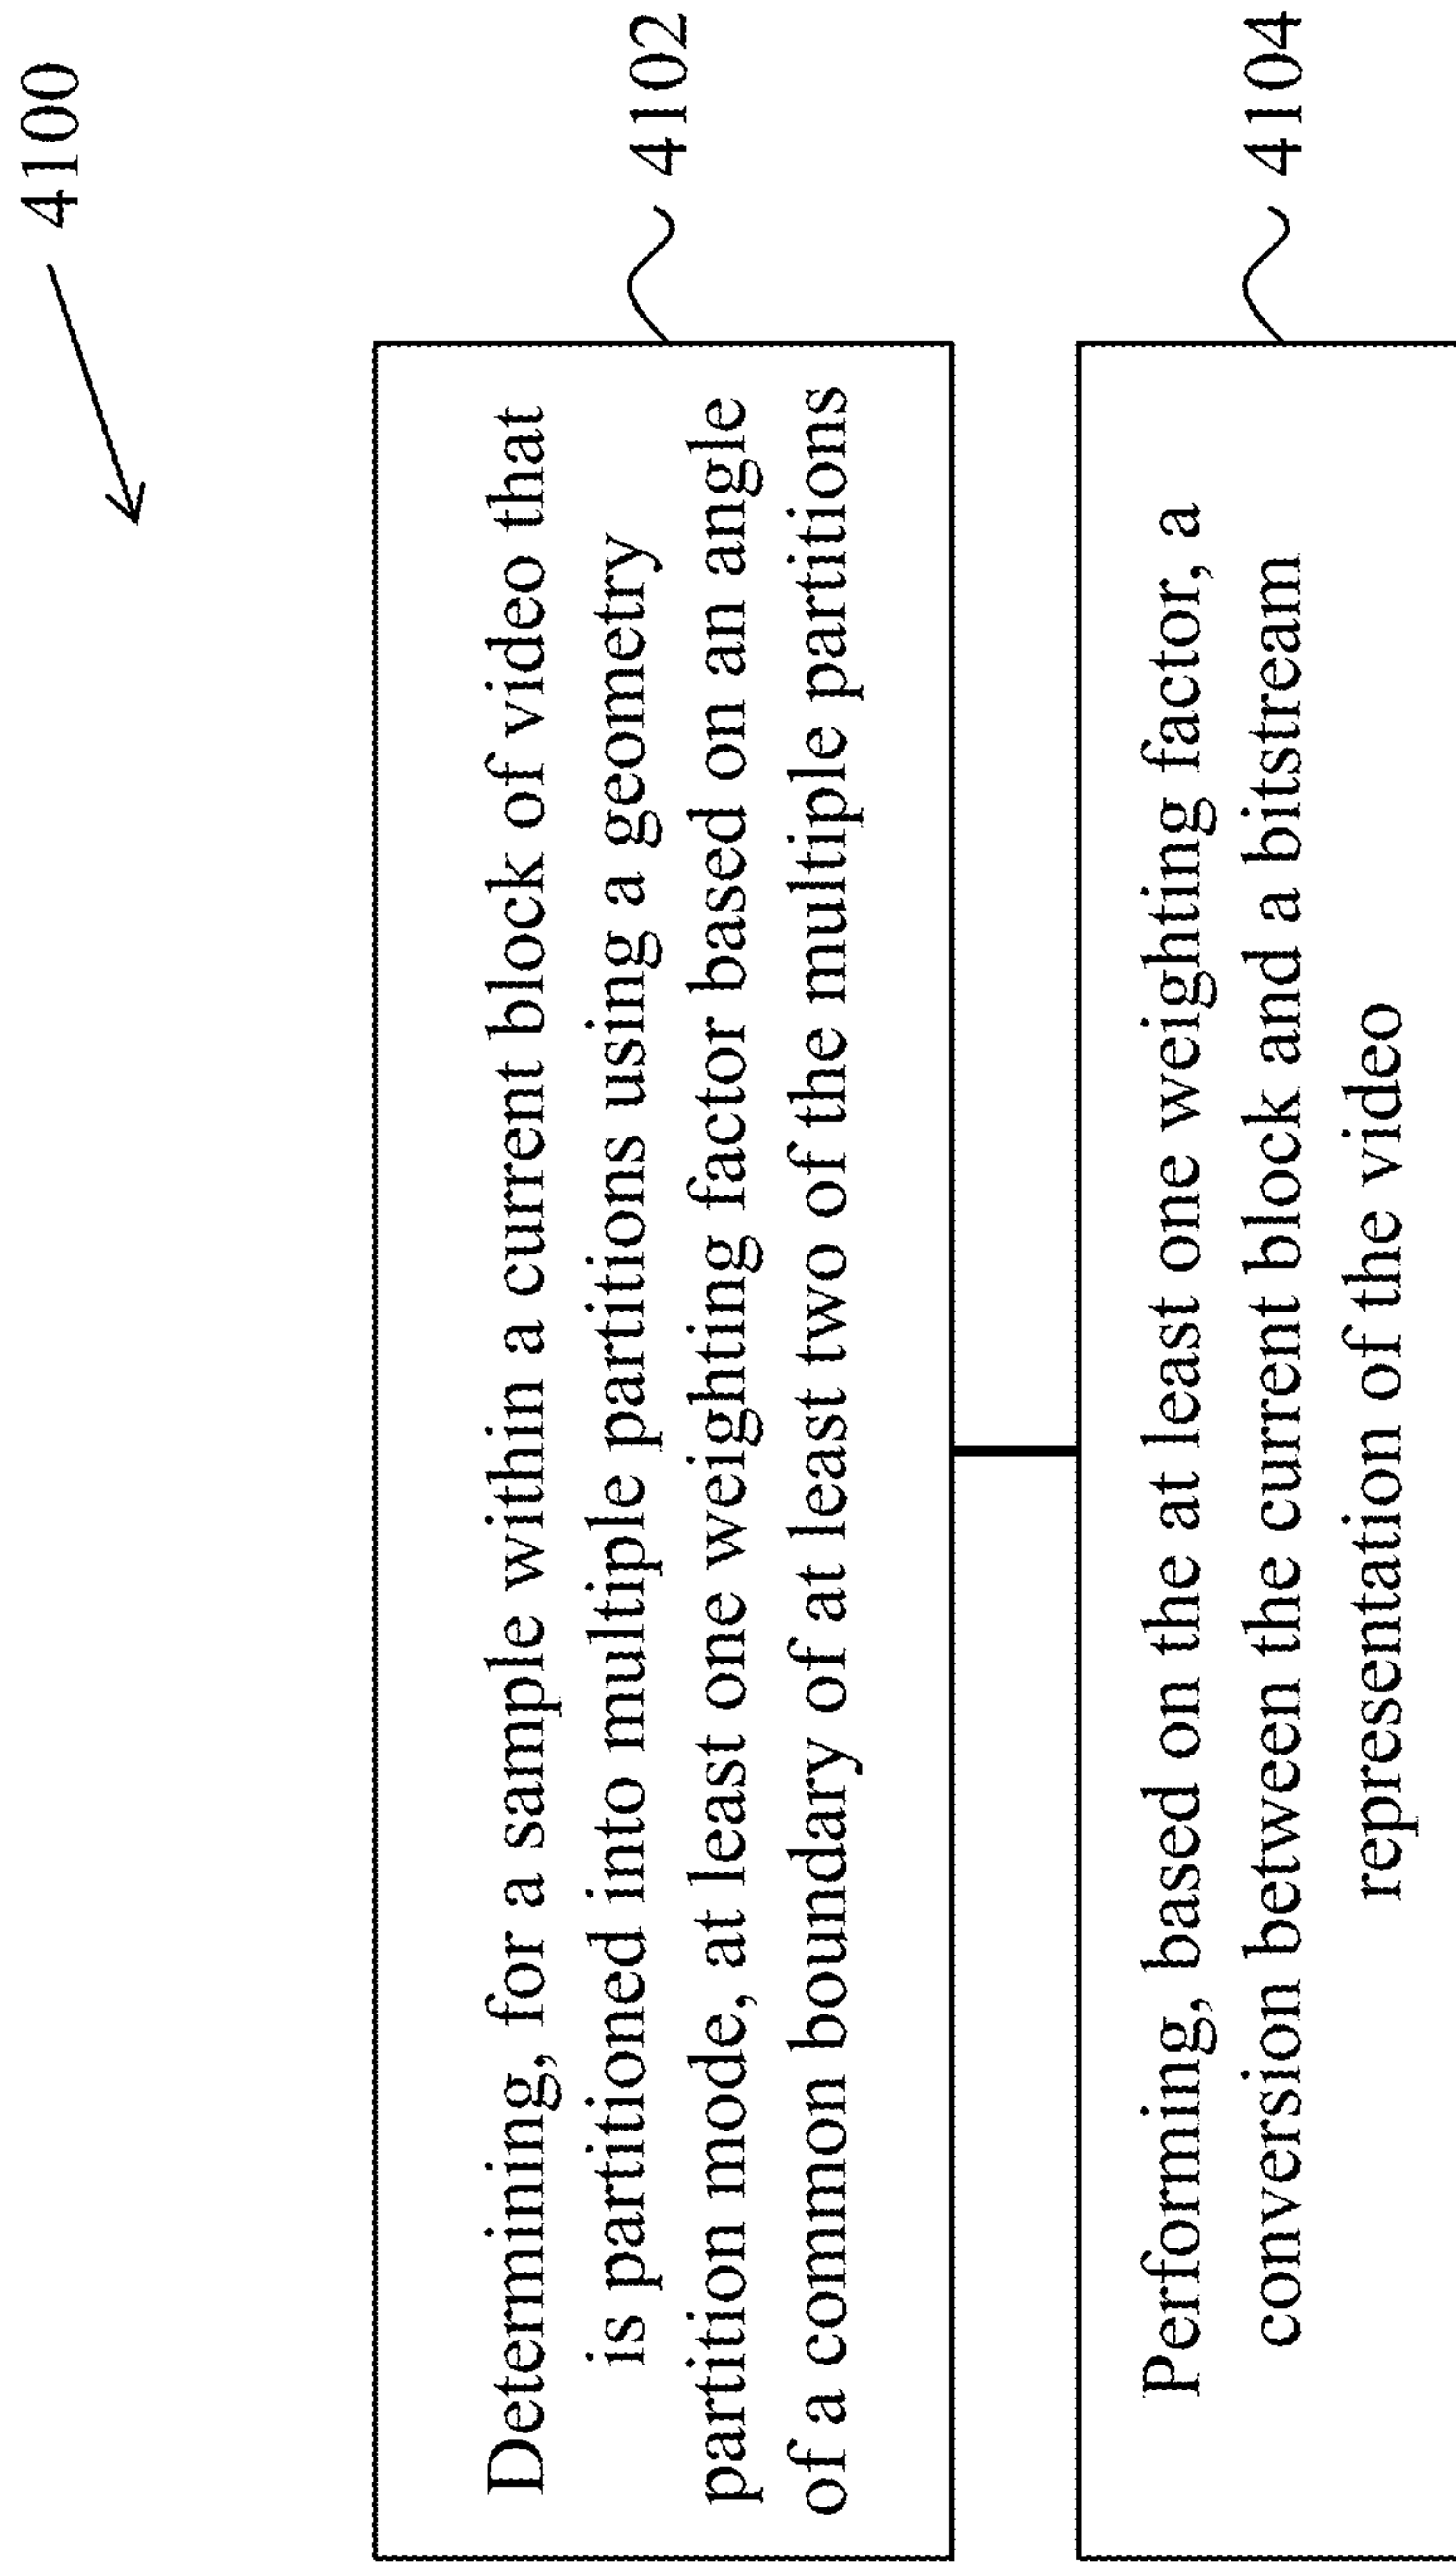 4100
Determining, for a sample within a current block of video that
is partitioned into multiple partitions using a geometry
partition mode, at least one weighting factor based on an angle
of a common boundary of at least two of the multiple partitions
4102
Performing, based on the at least one weighting factor, a
conversion between the current block and a bitstream
representation of the video
4104